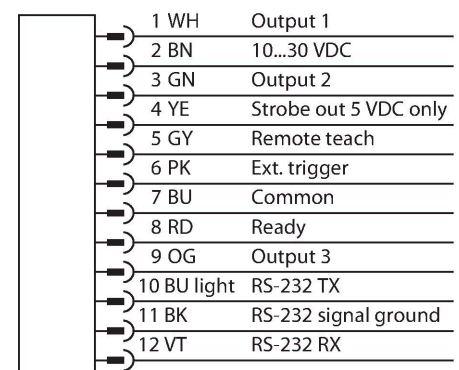 1 WH Output 1
2 BN 10...30 VDC
3 GN Output 2
4 YE Strobe out 5 VDC only
5 GY Remote teach
6 PK Ext. trigger
7 BU Common
8 RD Ready
9 OG Output 3
10 BU light RS-232 TX
11 BK RS-232 signal ground
12 VT RS-232 RX